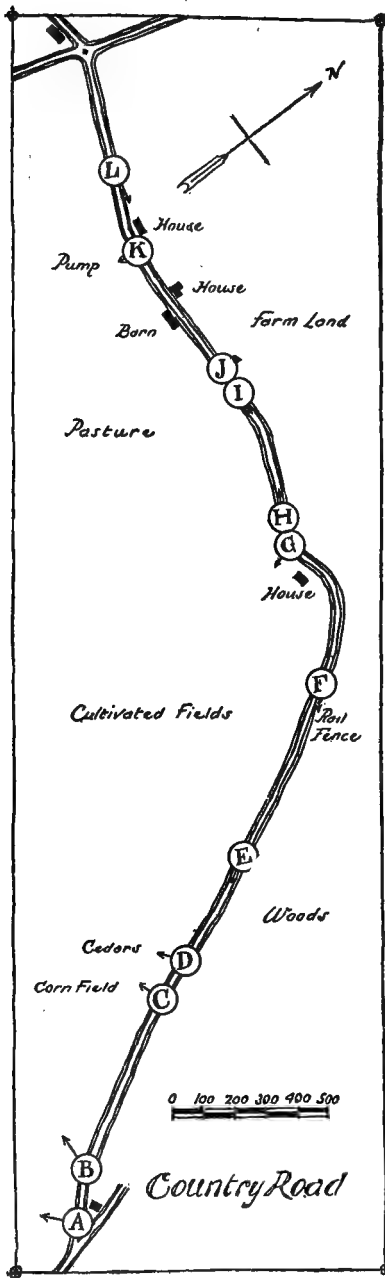 N
L
House
K
Pump
House
Barn
Farm Land
J
I
Pasture
H
G
House
F
Cultivated Fields
Rail
Fence
E
Woods
Cedars
D
Corn Field
C
0 100 200 300 400 500
B
Country Road
A